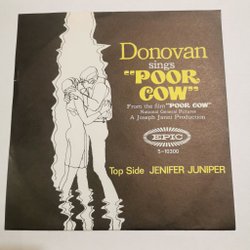 Donovan
sings
"POOR
COW"
From the film "POOR COW"
National General Pictures
A Joseph Janni Production
EPIC
5-10300
Top Side JENIFER JUNIPER